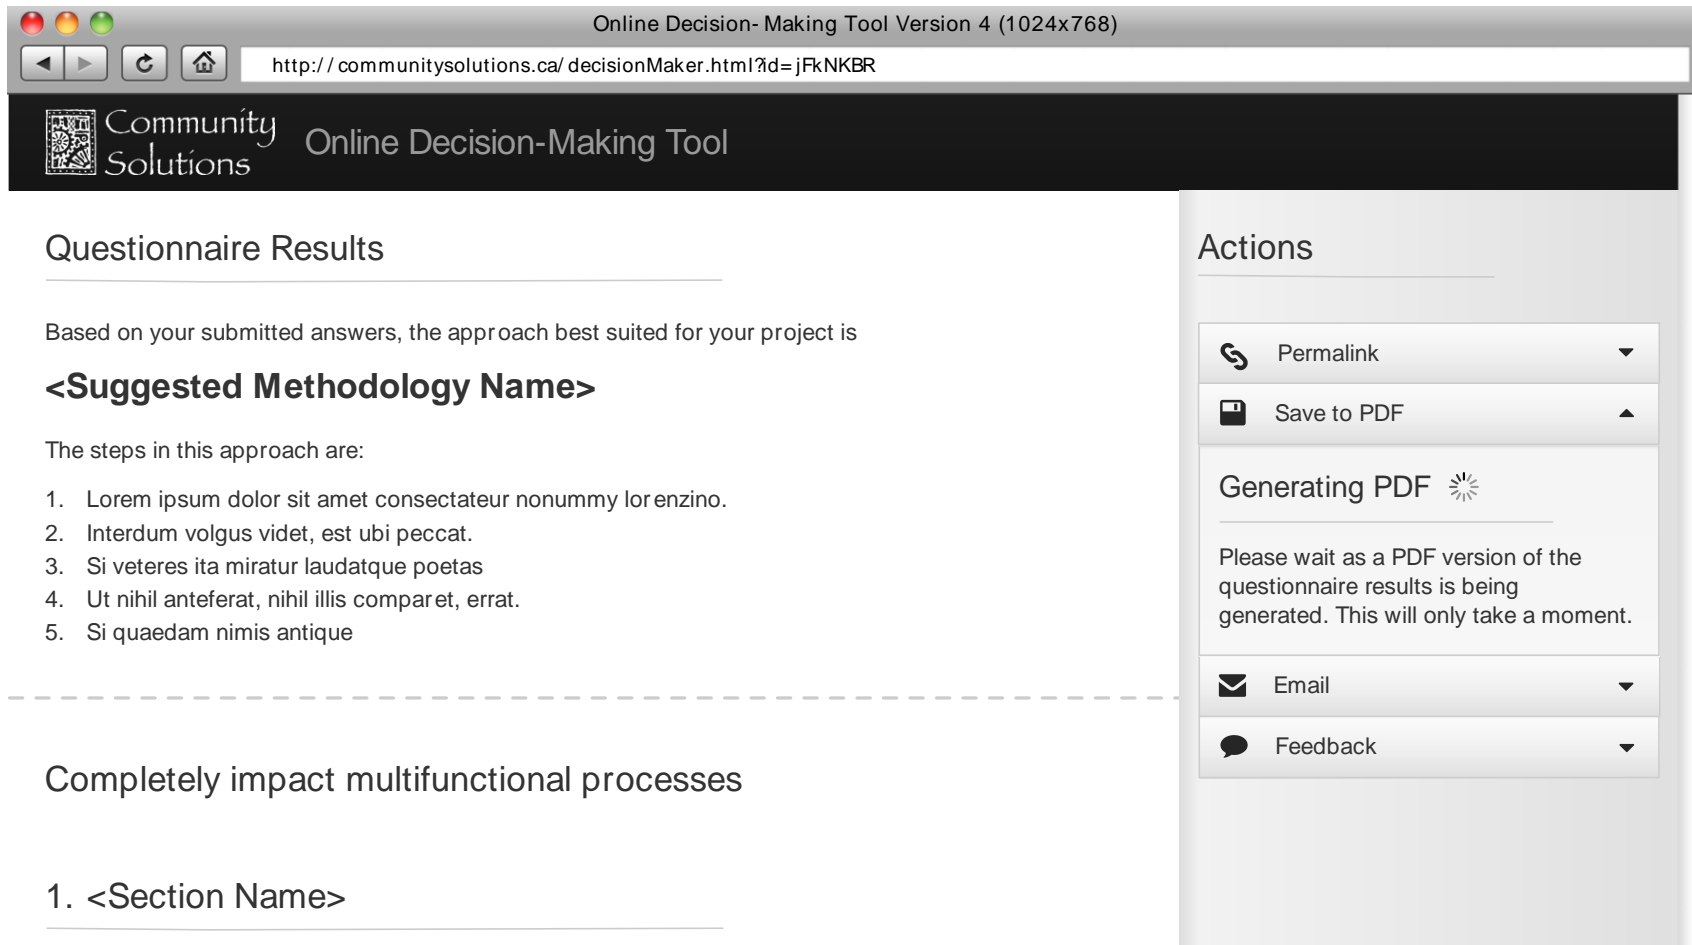 Online Decision- Making Tool Version 4 (1024x768)
http://communitysolutions.ca/decisionMaker.html?id=jFkNKBR
Community
Solutions
Online Decision-Making Tool
Questionnaire Results
Based on your submitted answers, the approach best suited for your project is
<Suggested Methodology Name>
The steps in this approach are:
1. Lorem ipsum dolor sit amet consectateur nonummy lorenzino.
2. Interdum volgus videt, est ubi peccat.
3. Si veteres ita miratur laudatque poetas
4. Ut nihil anteferat, nihil illis comparet, errat.
5. Si quaedam nimis antique
Completely impact multifunctional processes
1. <Section Name>
Actions
Permalink
Save to PDF
Generating PDF
Please wait as a PDF version of the
questionnaire results is being
generated. This will only take a moment.
Email
Feedback